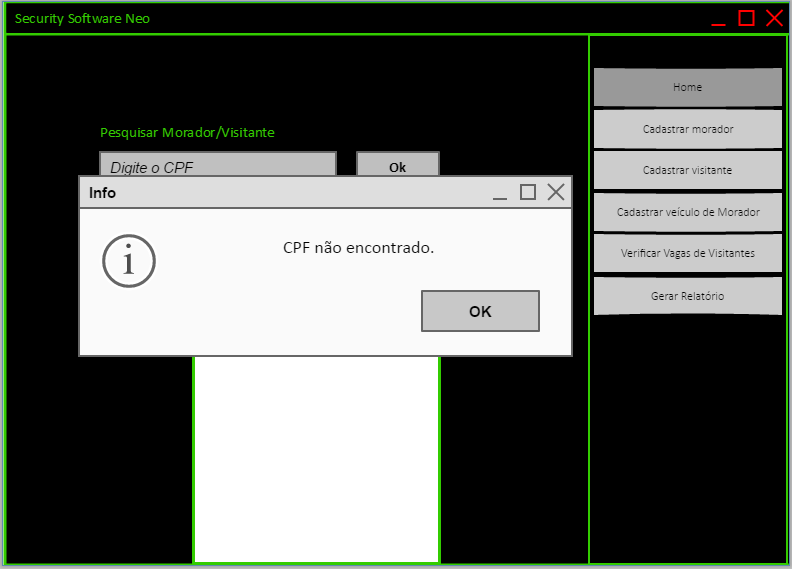 Security Software Neo
Pesquisar Morador/Visitante
Digite o CPF
Ok
Info
CPF não encontrado.
OK
Home
Cadastrar morador
Cadastrar visitante
Cadastrar veículo de Morador
Verificar Vagas de Visitantes
Gerar Relatório